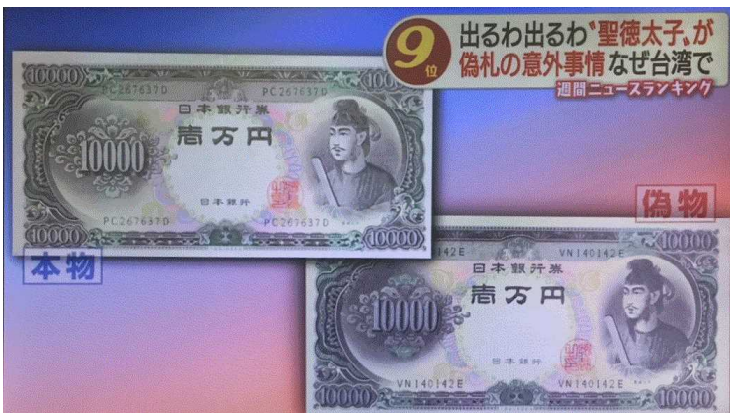 9位
出るわ出るわ〝聖徳太子〟が
偽札の意外事情 なぜ台湾で
週間ニュースランキング
10000
PC267637D
PC267637D
日本銀行券
壱万円
10000
日本銀行
PC267637D
PC267637D
10000
10000
本物
偽物
10000
142E
VN140142E
日本銀行券
壱万円
10000
日本銀行
VN140142E
VN140142E
10000
10000